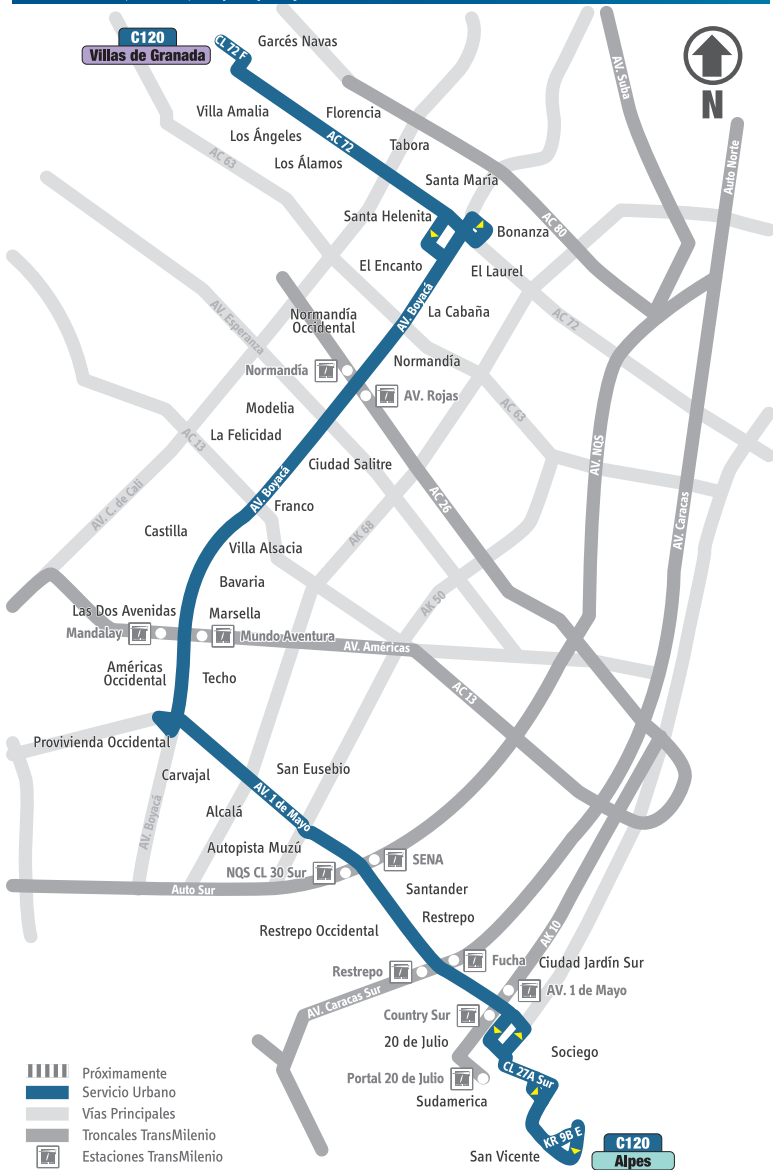 C120
Villas de Granada
CL 72 F
Garcés Navas
N
AV. Suba
Auto Norte
Villa Amalia
Florencia
Los Ángeles
AC 72
Tabora
AC 63
Los Álamos
Santa María
Santa Helenita
AC 80
Bonanza
El Encanto
El Laurel
AV. Esperanza
AV. Boyacá
La Cabaña
AC 72
Normandía
Occidental
Normandía
Normandía
AV. Rojas
Modelia
AC 63
AC 13
La Felicidad
AV. NQS
Ciudad Salitre
AV. C. de Cali
AV. Boyacá
AC 26
Franco
AV. Caracas
Castilla
AK 68
Villa Alsacia
Bavaria
AK 50
Las Dos Avenidas
Marsella
Mandalay
Mundo Aventura
AV. Américas
Américas
Occidental
Techo
AC 13
Provivienda Occidental
Carvajal
San Eusebio
AV. Boyacá
Alcalá
AV. 1 de Mayo
Autopista Muzú
NQS CL 30 Sur
SENA
Auto Sur
Santander
Restrepo
Restrepo Occidental
AK 10
Restrepo
Fucha
Ciudad Jardín Sur
AV. 1 de Mayo
AV. Caracas Sur
Country Sur
20 de Julio
Sociego
CL 27A Sur
Portal 20 de Julio
Sudamerica
KR 9B E
San Vicente
C120
Alpes
Próximamente
Servicio Urbano
Vías Principales
Troncales TransMilenio
Estaciones TransMilenio